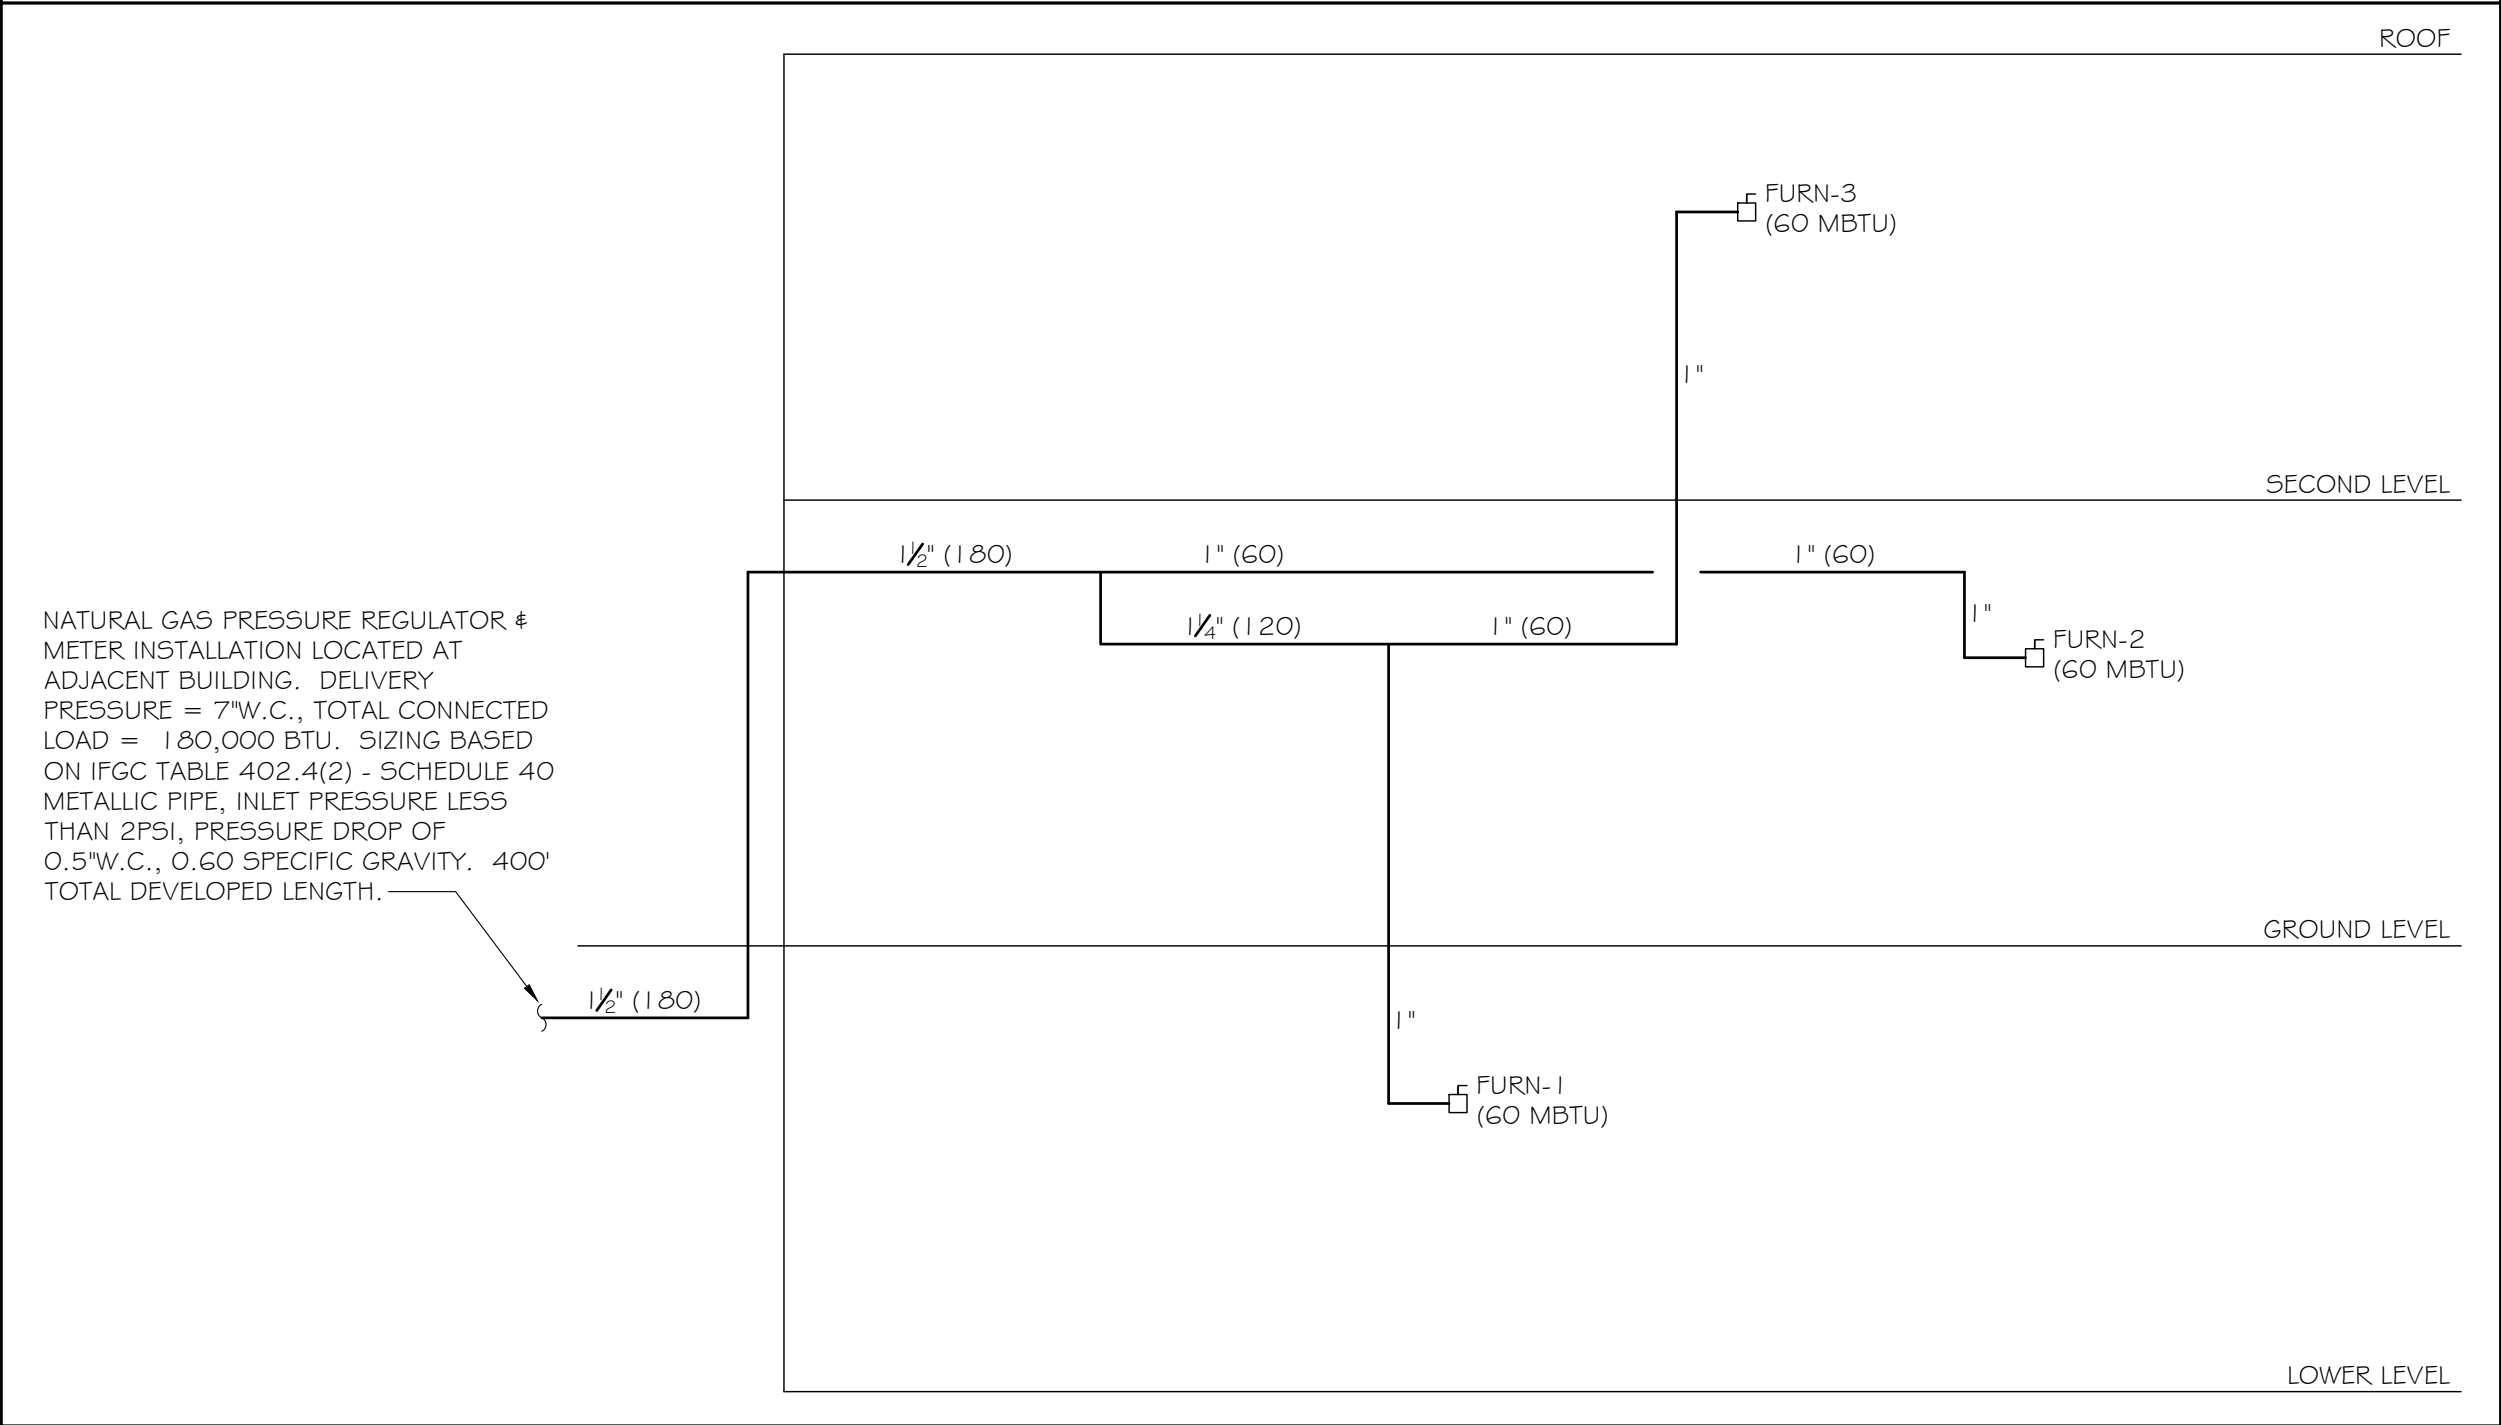 ROOF
FURN-3
(60 MBTU)
1"
SECOND LEVEL
1½" (180)
1" (60)
1" (60)
1¼" (120)
1" (60)
1"
FURN-2
(60 MBTU)
NATURAL GAS PRESSURE REGULATOR &
METER INSTALLATION LOCATED AT
ADJACENT BUILDING. DELIVERY
PRESSURE = 7"W.C., TOTAL CONNECTED
LOAD = 180,000 BTU. SIZING BASED
ON IFGC TABLE 402.4(2) - SCHEDULE 40
METALLIC PIPE, INLET PRESSURE LESS
THAN 2PSI, PRESSURE DROP OF
0.5"W.C., 0.60 SPECIFIC GRAVITY. 400'
TOTAL DEVELOPED LENGTH.
GROUND LEVEL
1½" (180)
1"
FURN-1
(60 MBTU)
LOWER LEVEL